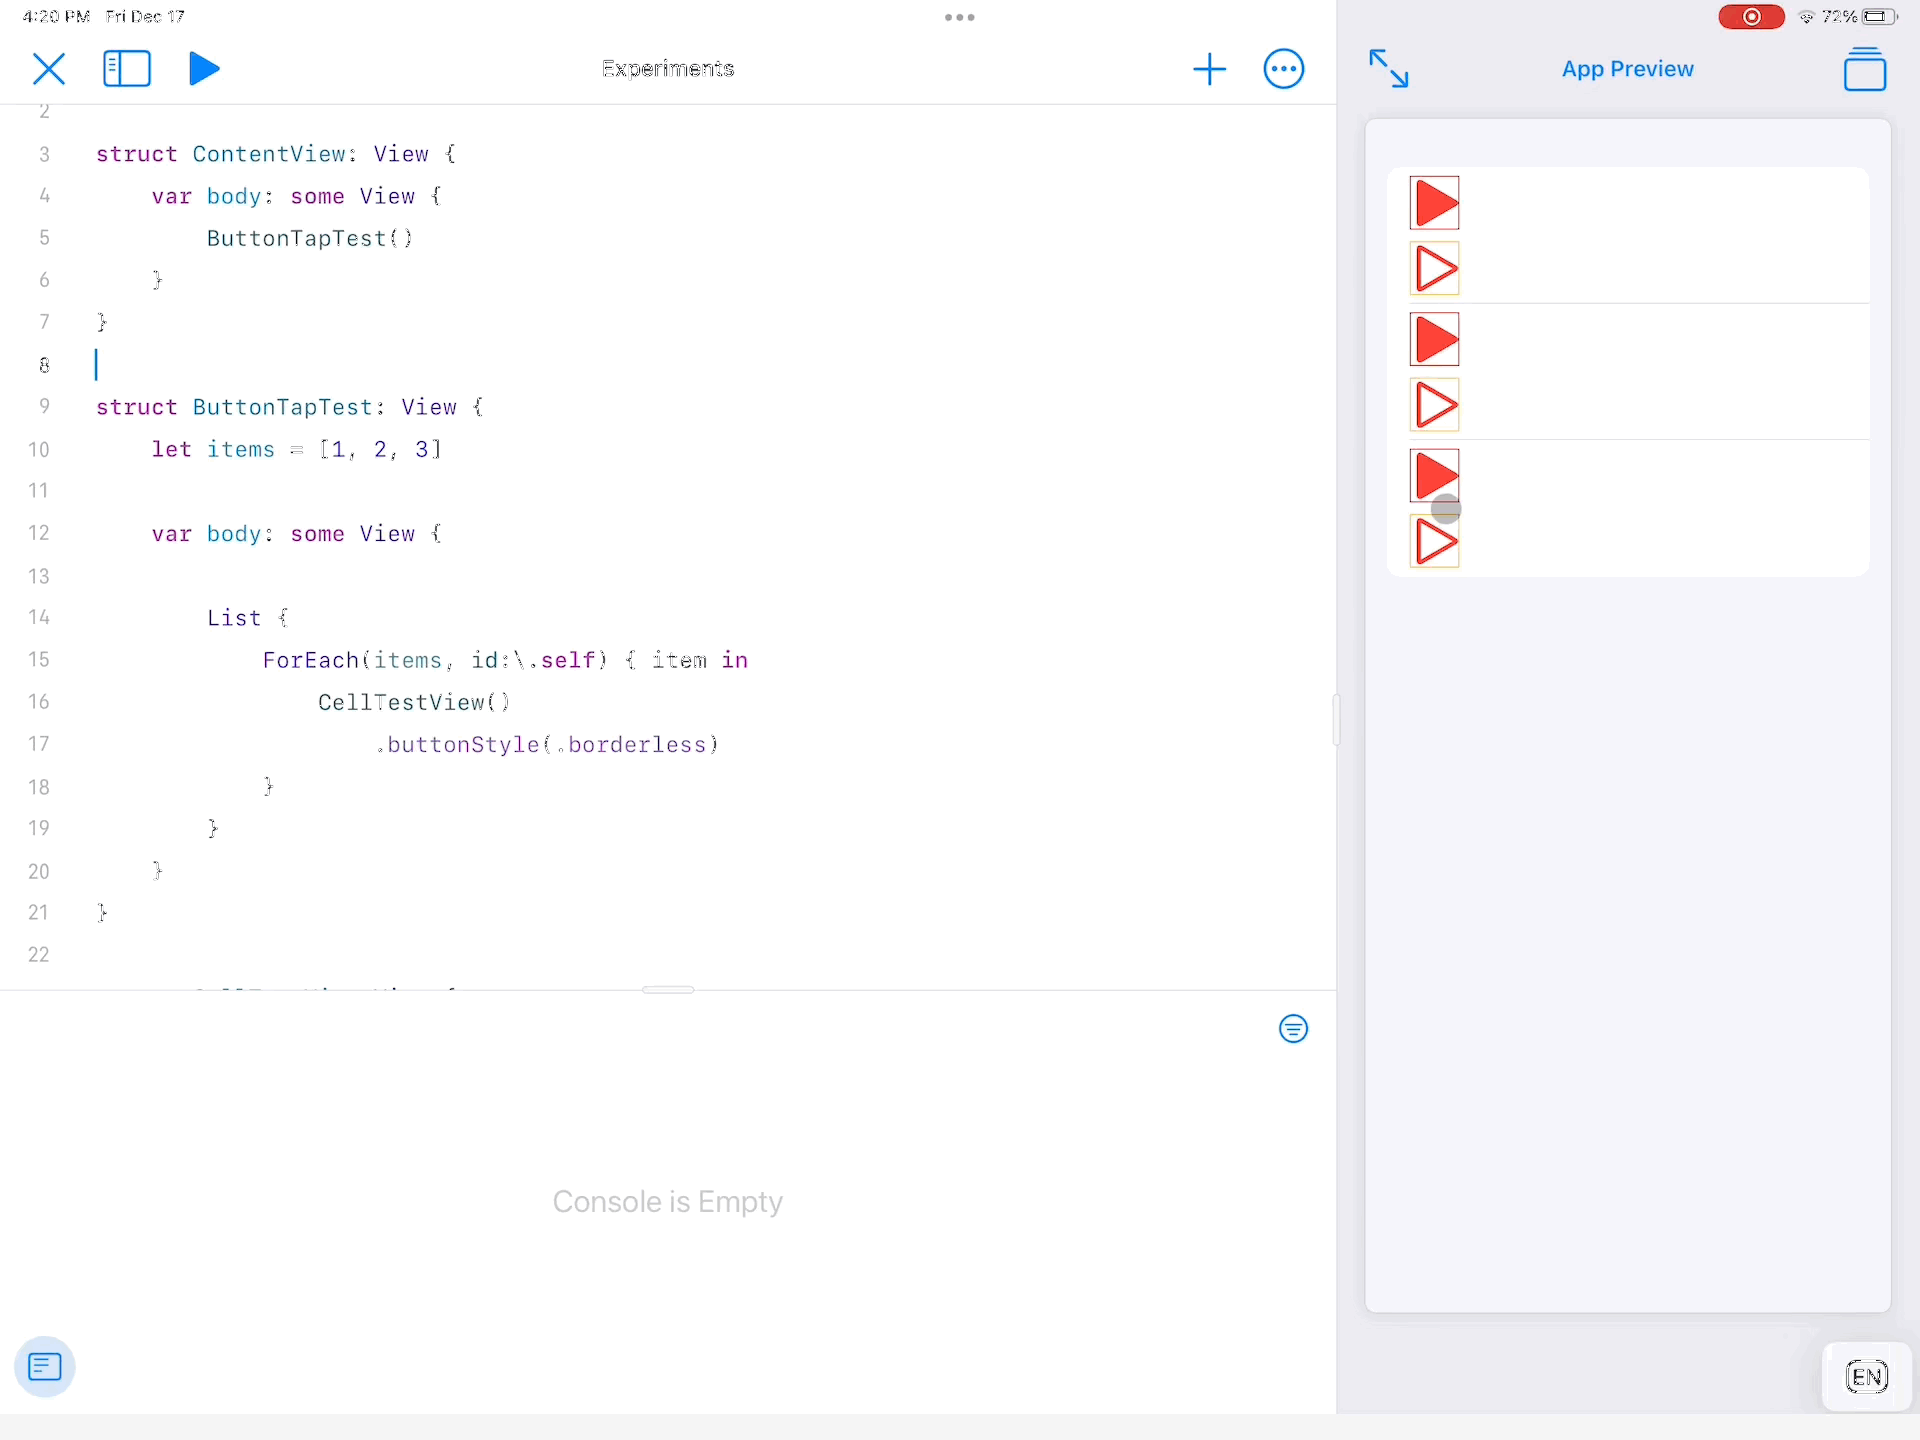 4:20 PM Fri Dec 17
72%
Experiments
App Preview
2
3 struct ContentView: View {
4 var body: some View {
5 ButtonTapTest()
6 }
7 }
8
9 struct ButtonTapTest: View {
10 let items = [1, 2, 3]
11
12 var body: some View {
13
14 List {
15 ForEach(items, id:\.self) { item in
16 CellTestView()
17 .buttonStyle(.borderless)
18 }
19 }
20 }
21 }
22
Console is Empty
EN